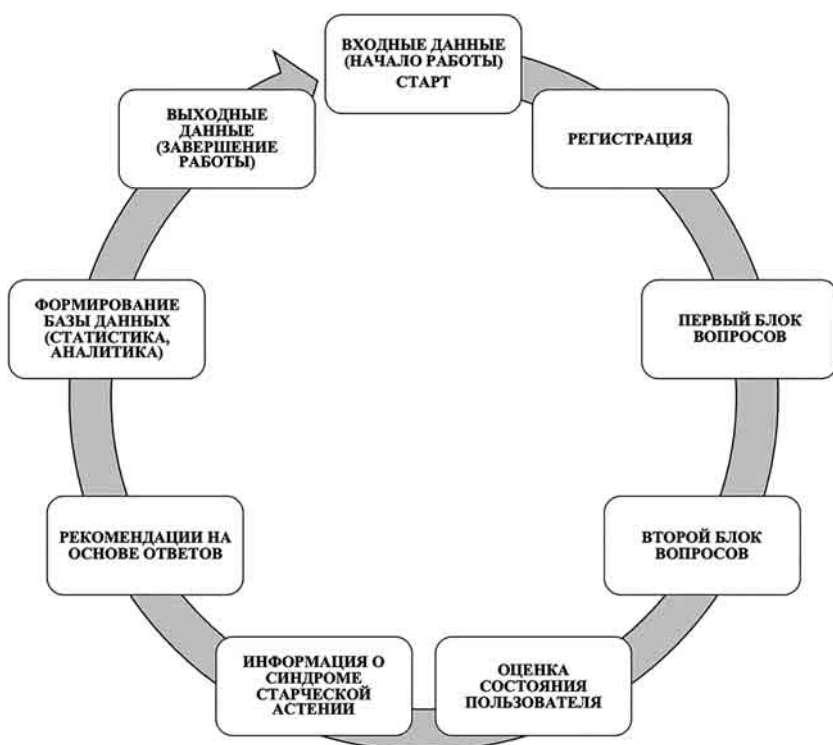 ВХОДНЫЕ ДАННЫЕ
(НАЧАЛО РАБОТЫ)
СТАРТ
РЕГИСТРАЦИЯ
ПЕРВЫЙ БЛОК
ВОПРОСОВ
ВТОРОЙ БЛОК
ВОПРОСОВ
ОЦЕНКА
СОСТОЯНИЯ
ПОЛЬЗОВАТЕЛЯ
ИНФОРМАЦИЯ О
СИНДРОМЕ
СТАРЧЕСКОЙ
АСТЕНИИ
РЕКОМЕНДАЦИИ НА
ОСНОВЕ ОТВЕТОВ
ФОРМИРОВАНИЕ
БАЗЫ ДАННЫХ
(СТАТИСТИКА,
АНАЛИТИКА)
ВЫХОДНЫЕ
ДАННЫЕ
(ЗАВЕРШЕНИЕ
РАБОТЫ)